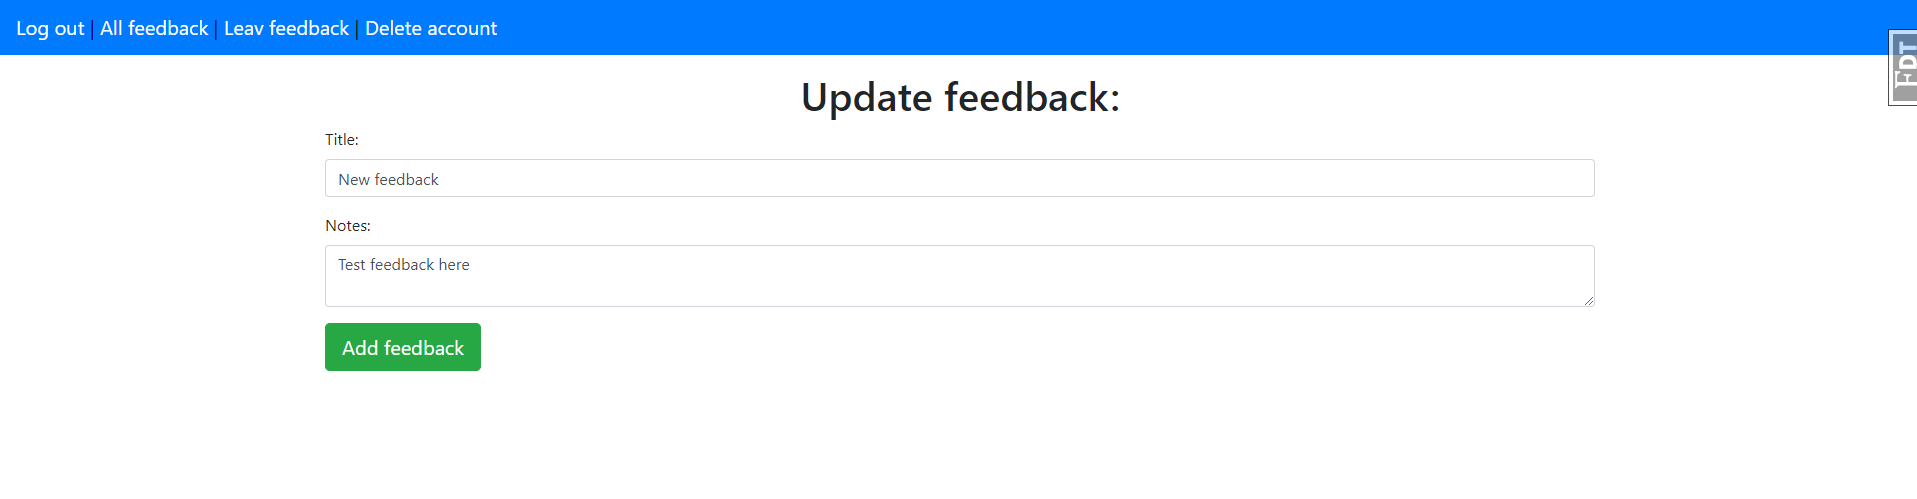 Log out | All feedback | Leav feedback | Delete account
FDT
Update feedback:
Title:
New feedback
Notes:
Test feedback here
Add feedback